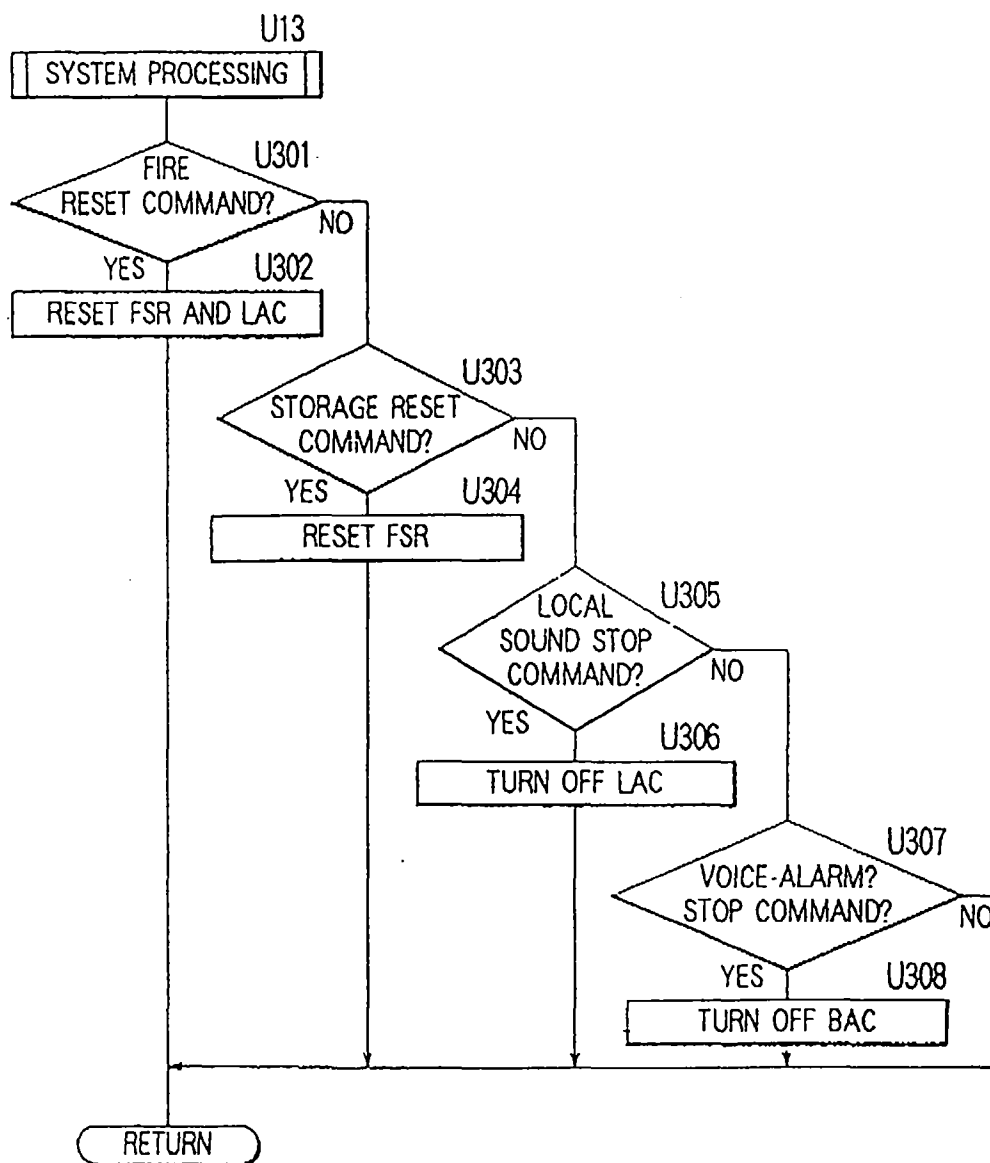 U13
SYSTEM PROCESSING
U301
FIRE
RESET COMMAND?
NO
YES
U302
RESET FSR AND LAC
U303
STORAGE RESET
COMMAND?
NO
YES
U304
RESET FSR
U305
LOCAL
SOUND STOP
COMMAND?
NO
YES
U306
TURN OFF LAC
U307
VOICE-ALARM?
STOP COMMAND?
NO
YES
U308
TURN OFF BAC
RETURN